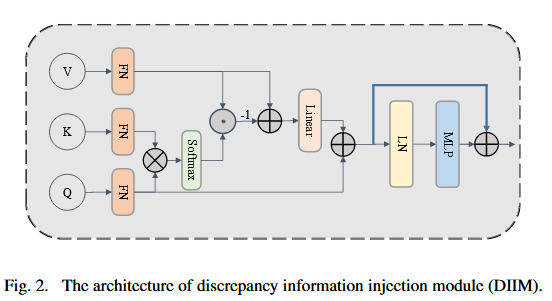 V
FN
K
FN
Q
FN
Softmax
-1
Linear
LN
MLP
Fig. 2. The architecture of discrepancy information injection module (DIIM).